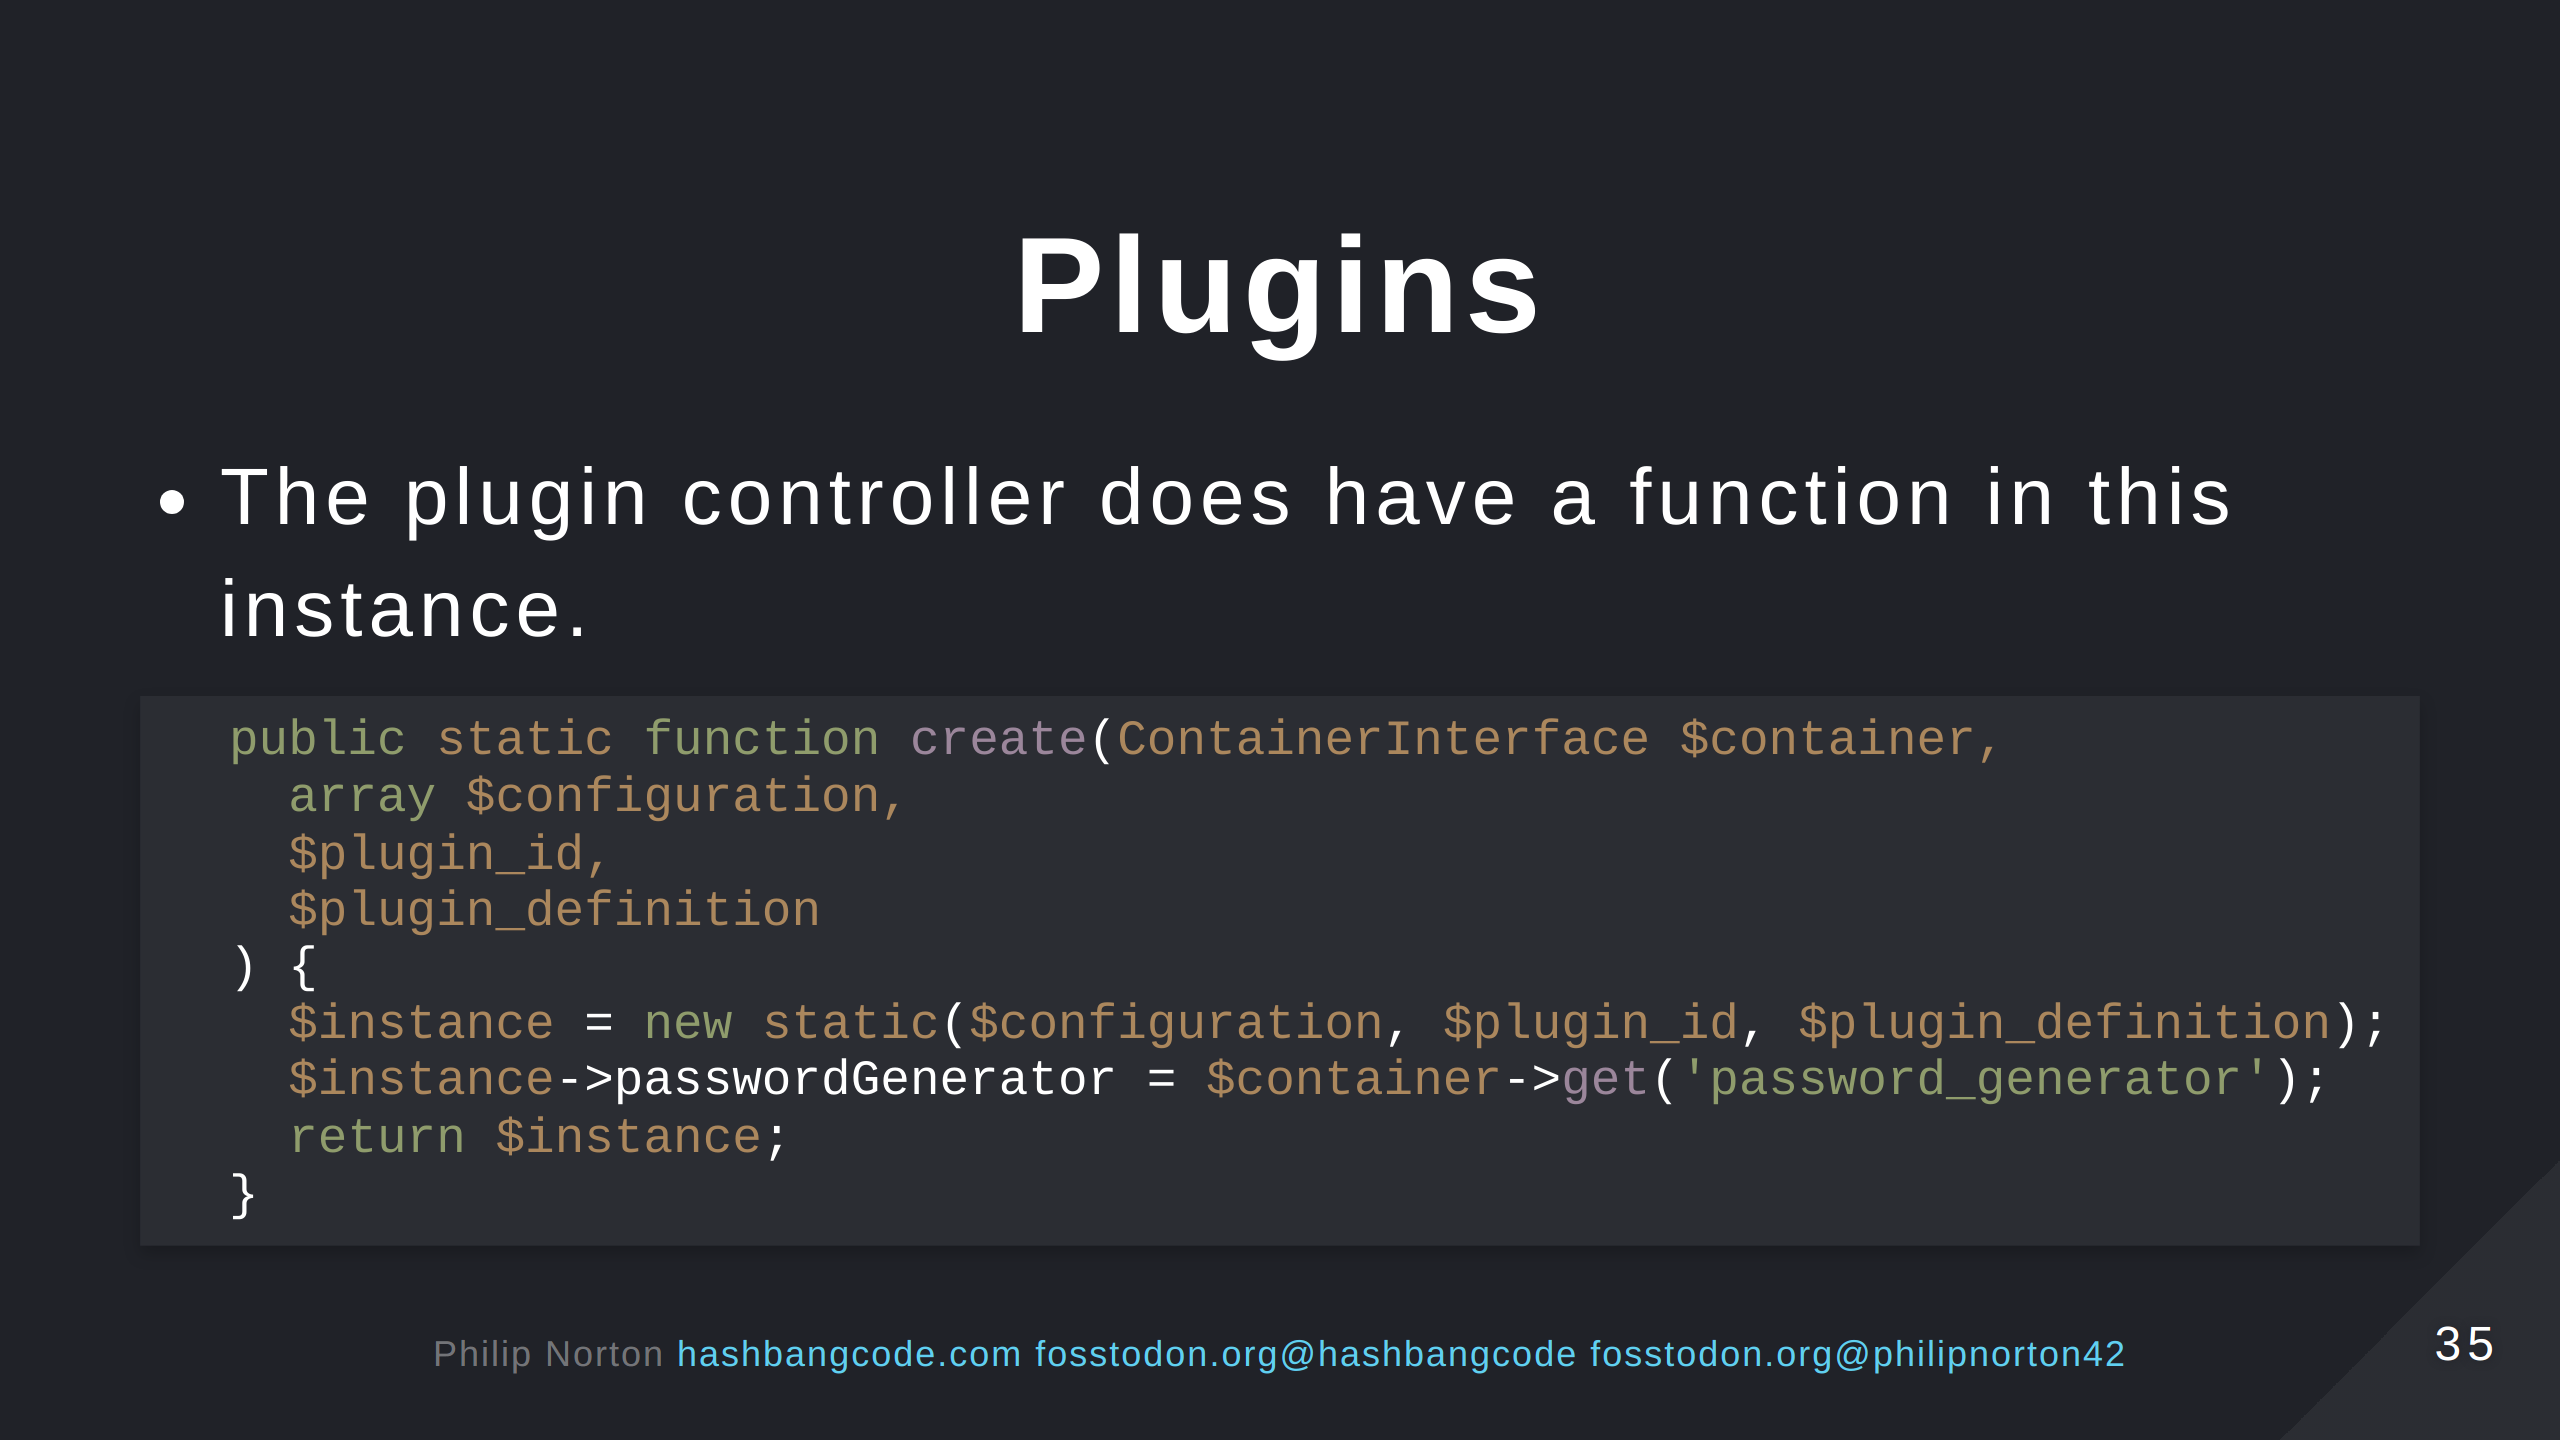 Plugins
• The plugin controller does have a function in this
instance.
public static function create(ContainerInterface $container,
  array $configuration,
  $plugin_id,
  $plugin_definition
) {
  $instance = new static($configuration, $plugin_id, $plugin_definition);
  $instance->passwordGenerator = $container->get('password_generator');
  return $instance;
}
Philip Norton hashbangcode.com fosstodon.org@hashbangcode fosstodon.org@philipnorton42
35